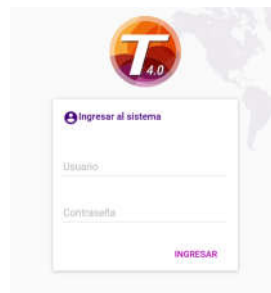 T
4.0
Ingresar al sistema
Usuario
Contraseña
INGRESAR